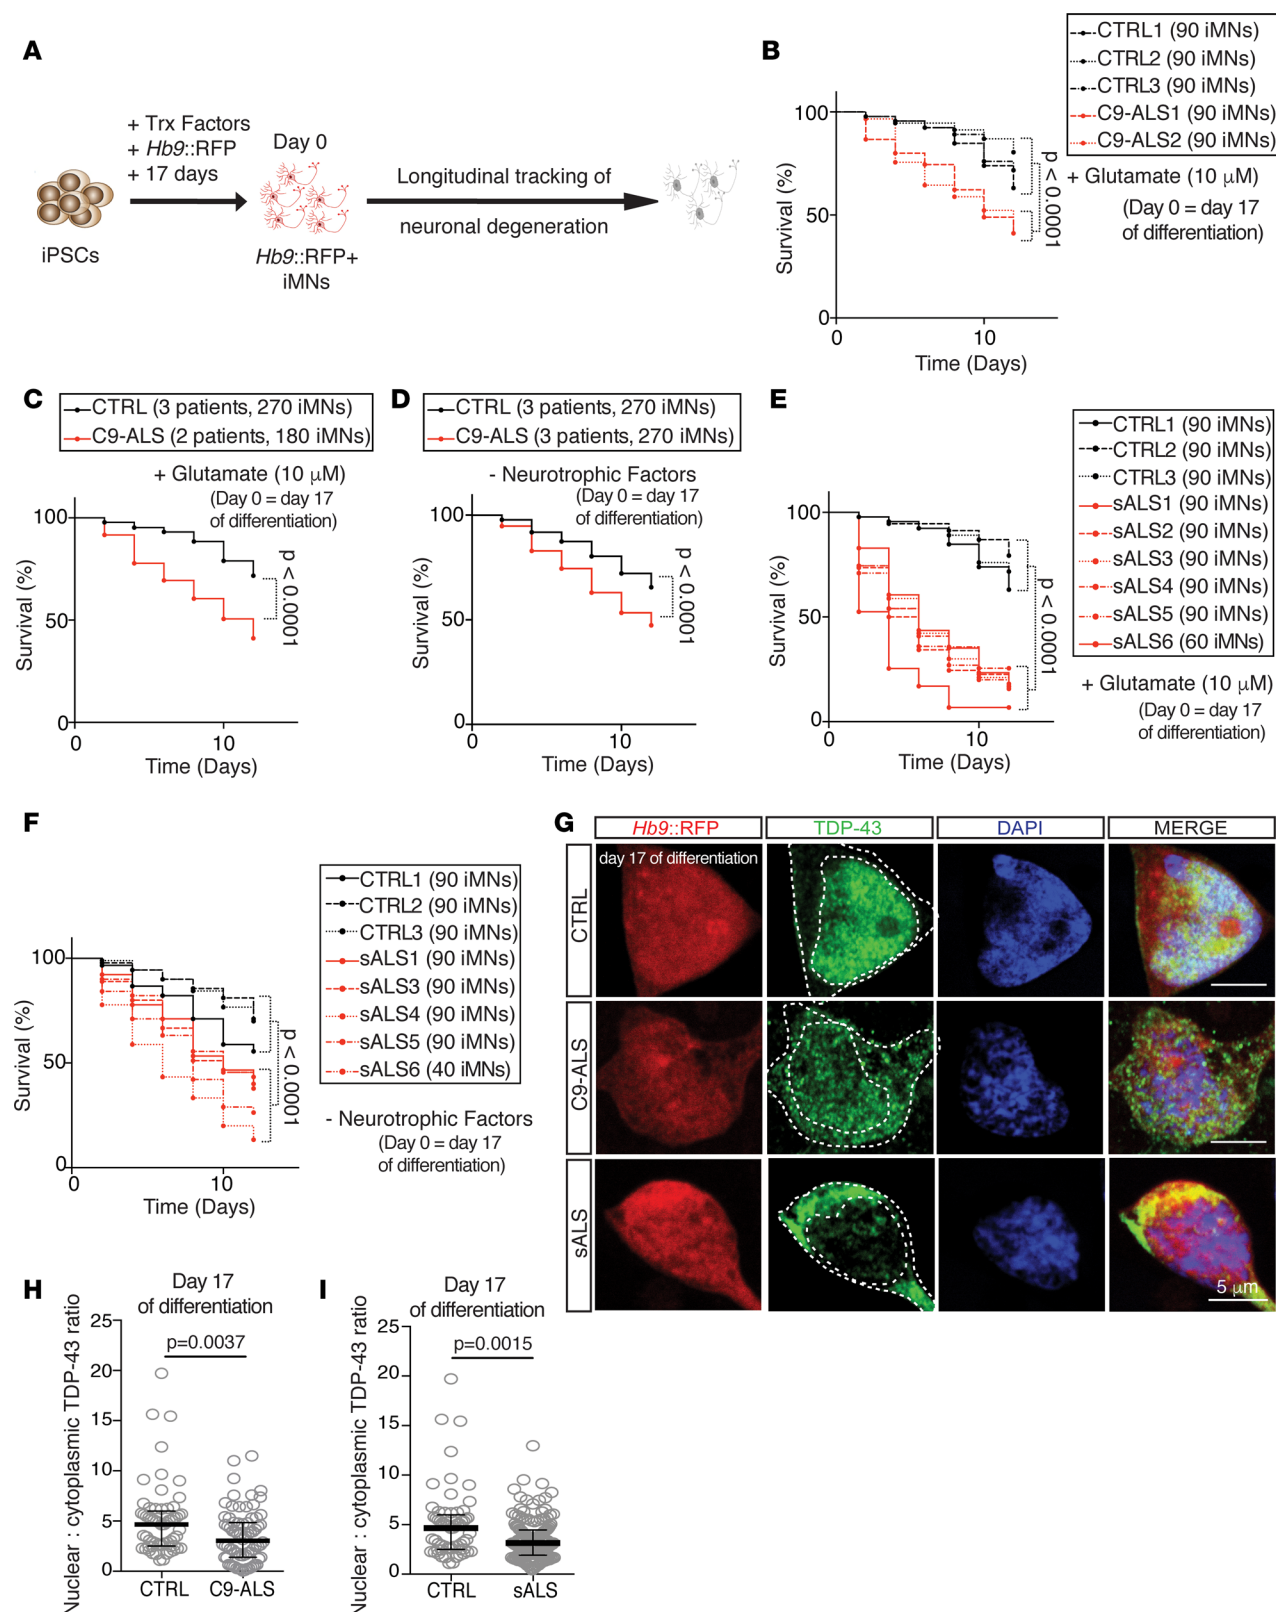 A
+ Trx Factors
+ Hb9::RFP
+ 17 days
Day 0
Longitudinal tracking of
neuronal degeneration
iPSCs
Hb9::RFP+
iMNs
B
CTRL1 (90 iMNs)
CTRL2 (90 iMNs)
CTRL3 (90 iMNs)
C9-ALS1 (90 iMNs)
C9-ALS2 (90 iMNs)
+ Glutamate (10 µM)
(Day 0 = day 17
of differentiation)
p < 0.0001
Survival (%)
100
50
0
0
10
Time (Days)
C
CTRL (3 patients, 270 iMNs)
C9-ALS (2 patients, 180 iMNs)
+ Glutamate (10 µM)
(Day 0 = day 17
of differentiation)
p < 0.0001
Survival (%)
100
50
0
0
10
Time (Days)
D
CTRL (3 patients, 270 iMNs)
C9-ALS (3 patients, 270 iMNs)
- Neurotrophic Factors
(Day 0 = day 17
of differentiation)
p < 0.0001
Survival (%)
100
50
0
0
10
Time (Days)
E
CTRL1 (90 iMNs)
CTRL2 (90 iMNs)
CTRL3 (90 iMNs)
sALS1 (90 iMNs)
sALS2 (90 iMNs)
sALS3 (90 iMNs)
sALS4 (90 iMNs)
sALS5 (90 iMNs)
sALS6 (60 iMNs)
+ Glutamate (10 µM)
(Day 0 = day 17
of differentiation)
p < 0.0001
Survival (%)
100
50
0
0
10
Time (Days)
F
CTRL1 (90 iMNs)
CTRL2 (90 iMNs)
CTRL3 (90 iMNs)
sALS1 (90 iMNs)
sALS3 (90 iMNs)
sALS4 (90 iMNs)
sALS5 (90 iMNs)
sALS6 (40 iMNs)
- Neurotrophic Factors
(Day 0 = day 17
of differentiation)
p < 0.0001
Survival (%)
100
50
0
0
10
Time (Days)
G
Hb9::RFP
TDP-43
DAPI
MERGE
day 17 of differentiation
CTRL
C9-ALS
sALS
5 µm
H
Day 17
of differentiation
p=0.0037
Nuclear : cytoplasmic TDP-43 ratio
25
20
15
10
5
0
CTRL
C9-ALS
I
Day 17
of differentiation
p=0.0015
Nuclear : cytoplasmic TDP-43 ratio
25
20
15
10
5
0
CTRL
sALS